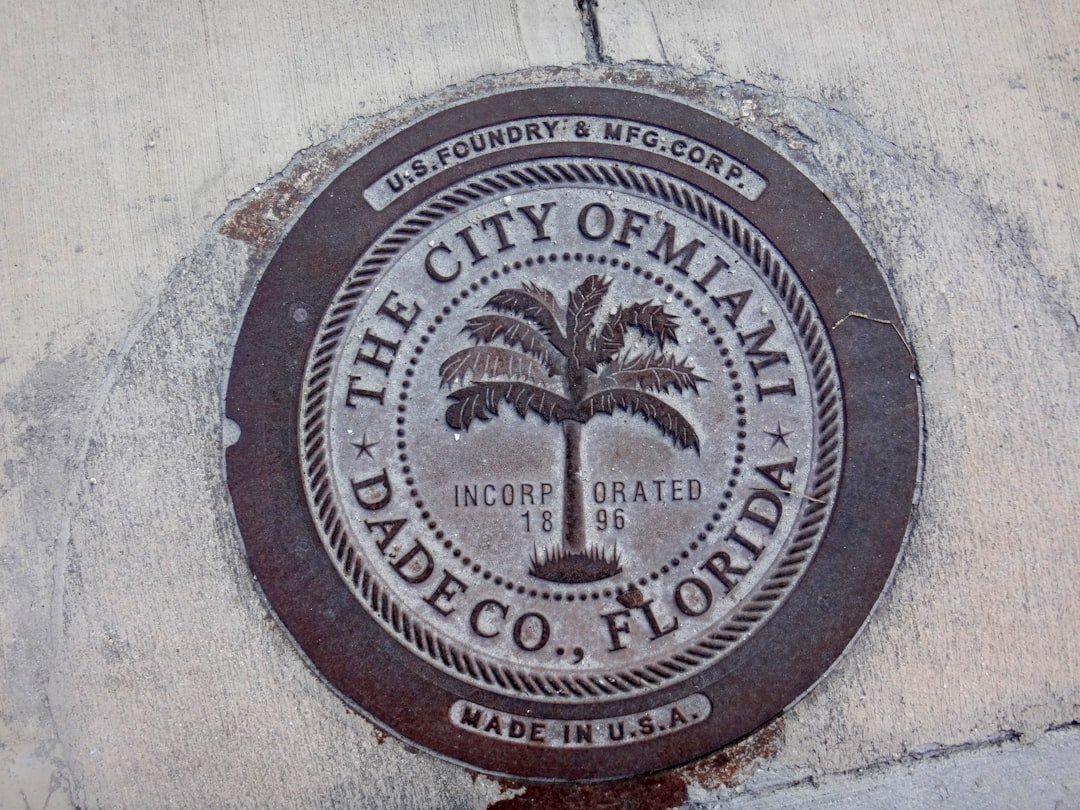 U.S.FOUNDRY & MFG.CORP.
THE CITY OF MIAMI
INCORPORATED
1896
★ DADE CO., FLORIDA ★
MADE IN U.S.A.